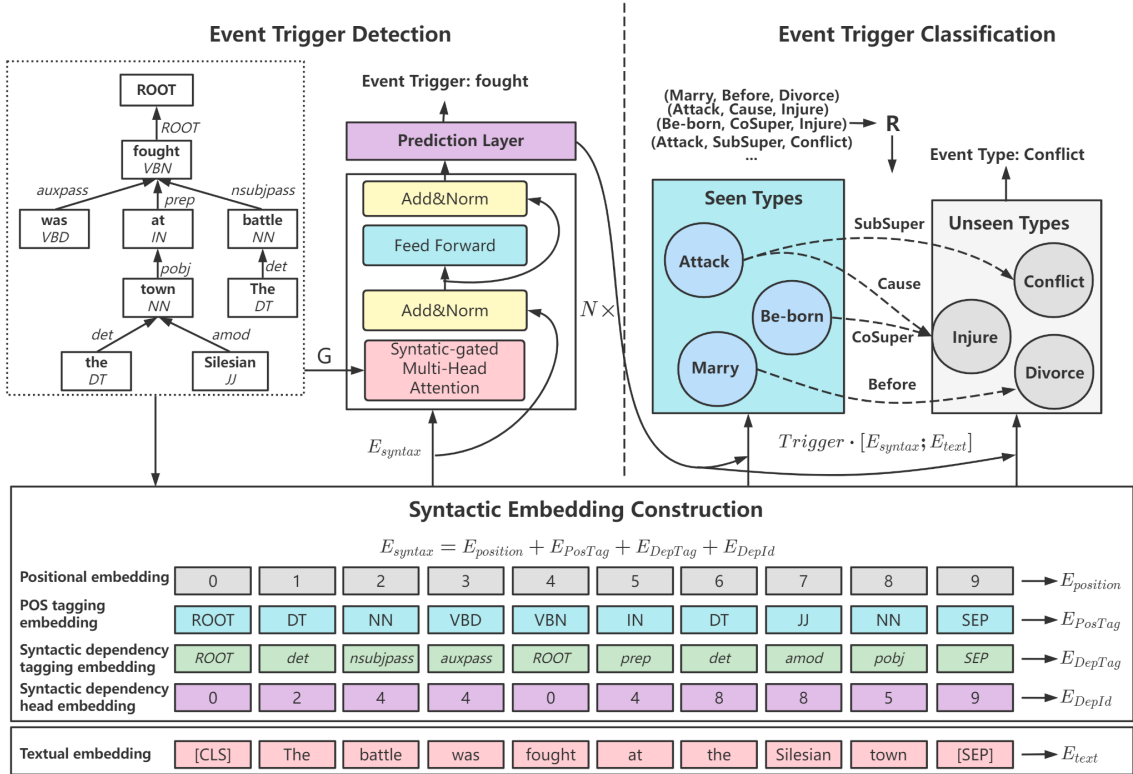 Event Trigger Detection
ROOT
ROOT
fought
VBN
auxpass
prep
nsubjpass
was
VBD
at
IN
battle
NN
pobj
det
town
NN
The
DT
det
amod
the
DT
Silesian
JJ
G
Event Trigger: fought
Prediction Layer
Add&Norm
Feed Forward
Add&Norm
Syntatic-gated
Multi-Head
Attention
N ×
E_syntax
Event Trigger Classification
(Marry, Before, Divorce)
(Attack, Cause, Injure)
(Be-born, CoSuper, Injure)
(Attack, SubSuper, Conflict)
...
R
Event Type: Conflict
Seen Types
Unseen Types
Attack
Be-born
Marry
SubSuper
Cause
CoSuper
Before
Conflict
Injure
Divorce
Trigger · [E_syntax; E_text]
Syntactic Embedding Construction
E_syntax = E_position + E_PosTag + E_DepTag + E_DepId
Positional embedding 0 1 2 3 4 5 6 7 8 9 E_position
POS tagging
embedding
ROOT DT NN VBD VBN IN DT JJ NN SEP E_PosTag
Syntactic dependency
tagging embedding
ROOT det nsubjpass auxpass ROOT prep det amod pobj SEP E_DepTag
Syntactic dependency
head embedding
0 2 4 4 0 4 8 8 5 9 E_DepId
Textual embedding [CLS] The battle was fought at the Silesian town [SEP] E_text